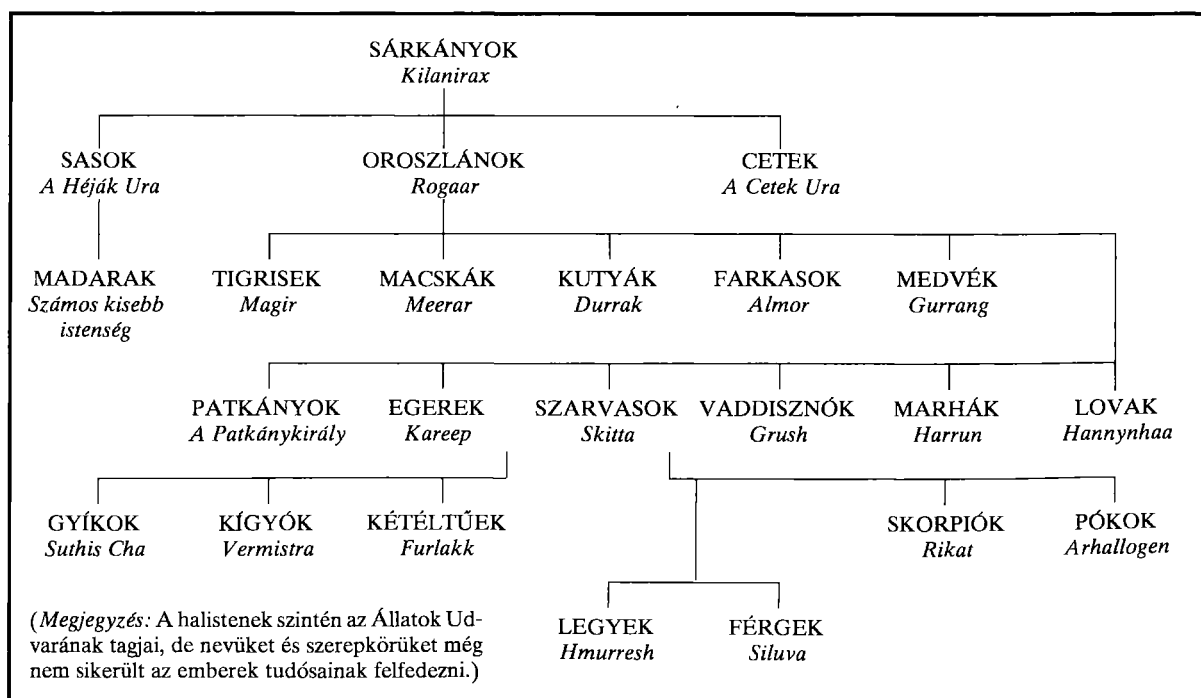 SÁRKÁNYOK
Kilanirax
SASOK
A Héják Ura
OROSZLÁNOK
Rogaar
CETEK
A Cetek Ura
MADARAK
Számos kisebb
istenség
TIGRISEK
Magir
MACSKÁK
Meerar
KUTYÁK
Durrak
FARKASOK
Almor
MEDVÉK
Gurrang
PATKÁNYOK
A Patkánykirály
EGEREK
Kareep
SZARVASOK
Skitta
VADDISZNÓK
Grush
MARHÁK
Harrun
LOVAK
Hannynhaa
GYÍKOK
Suthis Cha
KÍGYÓK
Vermistra
KÉTÉLTŰEK
Furlakk
SKORPIÓK
Rikat
PÓKOK
Arhallogen
LEGYEK
Hmurresh
FÉRGEK
Siluva
(Megjegyzés: A halistenek szintén az Állatok Ud-
varának tagjai, de nevüket és szerepkörüket még
nem sikerült az emberek tudósainak felfedezni.)